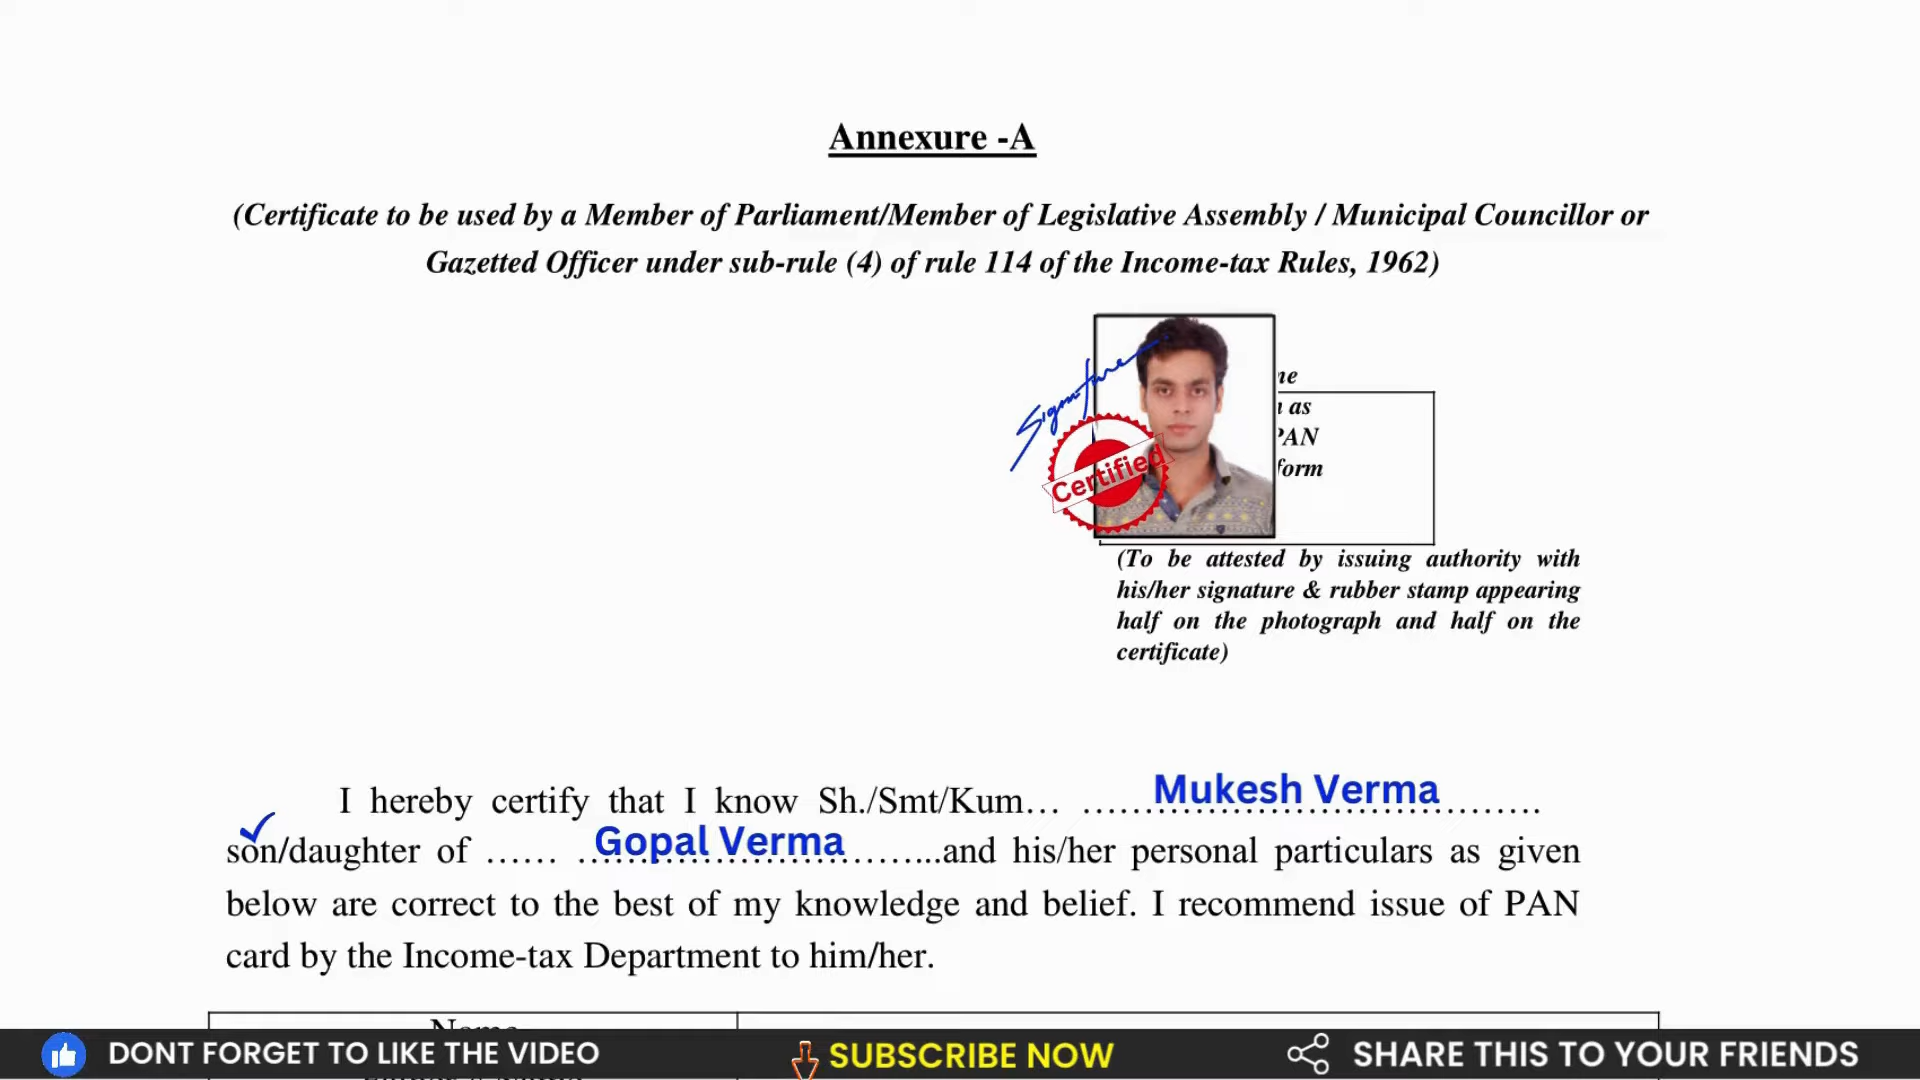 Annexure -A
(Certificate to be used by a Member of Parliament/Member of Legislative Assembly / Municipal Councillor or
Gazetted Officer under sub-rule (4) of rule 114 of the Income-tax Rules, 1962)
Signature
Certified
as
PAN
form
(To be attested by issuing authority with
his/her signature & rubber stamp appearing
half on the photograph and half on the
certificate)
I hereby certify that I know Sh./Smt/Kum… ……………………………………. Mukesh Verma
son/daughter of …… ……………………………...and his/her personal particulars as given
Gopal Verma
below are correct to the best of my knowledge and belief. I recommend issue of PAN
card by the Income-tax Department to him/her.
Name
DONT FORGET TO LIKE THE VIDEO
SUBSCRIBE NOW
SHARE THIS TO YOUR FRIENDS